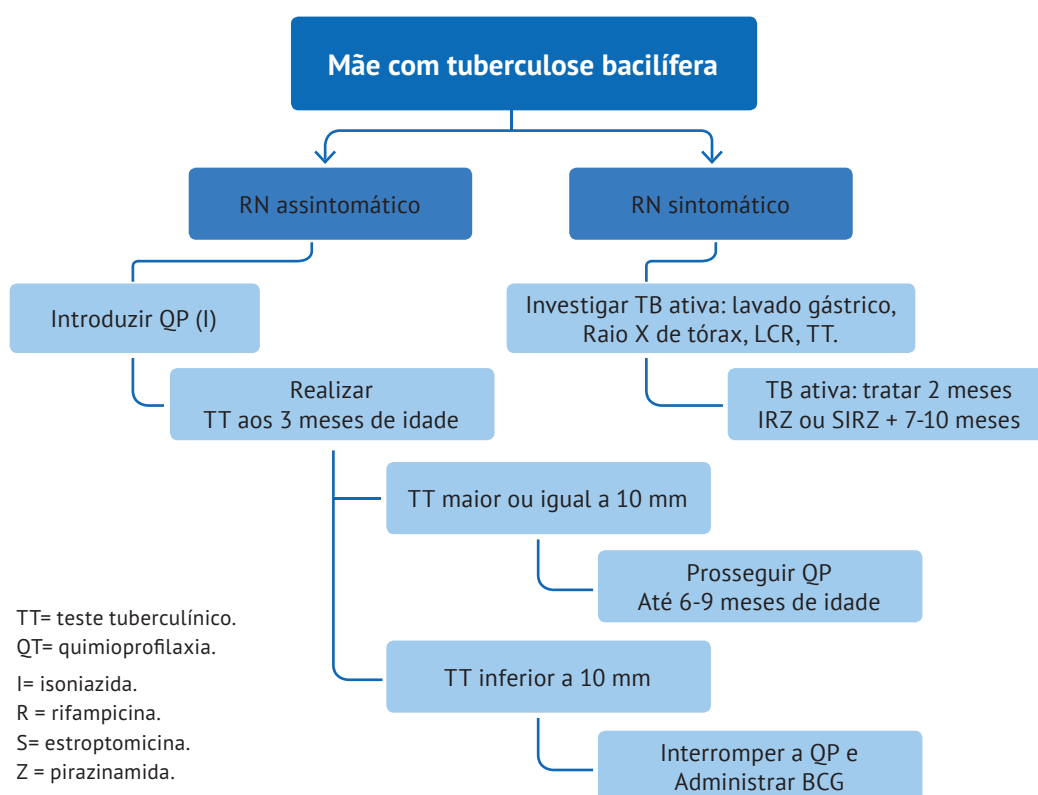 Mãe com tuberculose bacilífera
RN assintomático
RN sintomático
Introduzir QP (I)
Investigar TB ativa: lavado gástrico,
Raio X de tórax, LCR, TT.
Realizar
TT aos 3 meses de idade
TB ativa: tratar 2 meses
IRZ ou SIRZ + 7-10 meses
TT maior ou igual a 10 mm
Prosseguir QP
Até 6-9 meses de idade
TT inferior a 10 mm
Interromper a QP e
Administrar BCG
TT= teste tuberculínico.
QT= quimioprofilaxia.
I= isoniazida.
R = rifampicina.
S= estroptomicina.
Z = pirazinamida.